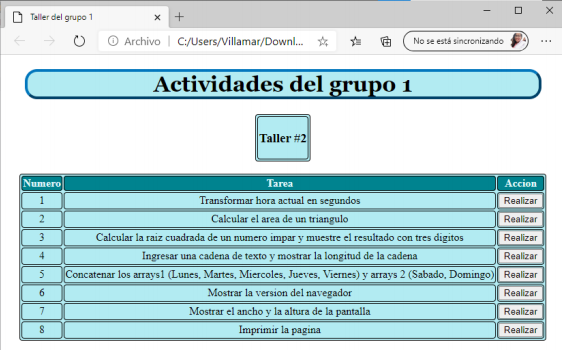 Taller del grupo 1
Archivo | C:/Users/Villamar/Downl...
No se está sincronizando
Actividades del grupo 1
Taller #2
Numero Tarea Accion
1 Transformar hora actual en segundos Realizar
2 Calcular el area de un triangulo Realizar
3 Calcular la raiz cuadrada de un numero impar y muestre el resultado con tres digitos Realizar
4 Ingresar una cadena de texto y mostrar la longitud de la cadena Realizar
5 Concatenar los arrays1 (Lunes, Martes, Miercoles, Jueves, Viernes) y arrays 2 (Sabado, Domingo) Realizar
6 Mostrar la version del navegador Realizar
7 Mostrar el ancho y la altura de la pantalla Realizar
8 Imprimir la pagina Realizar